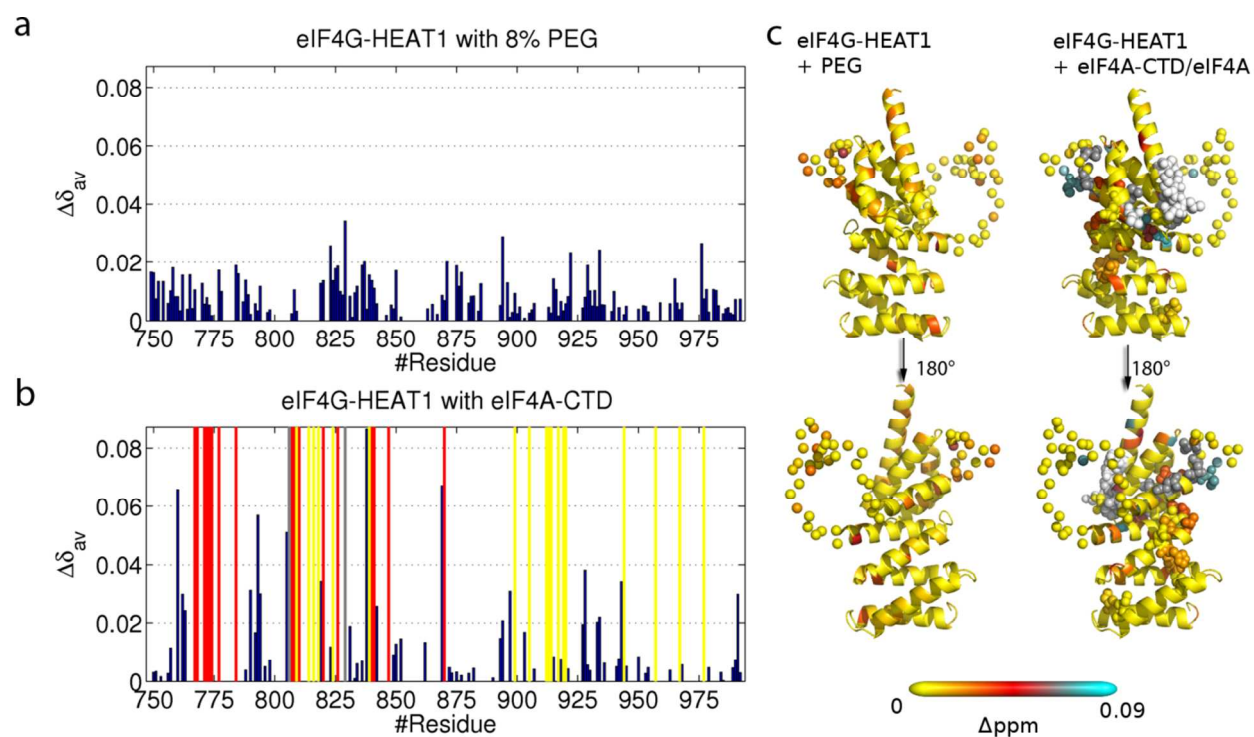 a
eIF4G-HEAT1 with 8% PEG
0.08
0.06
0.04
0.02
0
Δδav
750 775 800 825 850 875 900 925 950 975
#Residue
b
eIF4G-HEAT1 with eIF4A-CTD
0.08
0.06
0.04
0.02
0
Δδav
750 775 800 825 850 875 900 925 950 975
#Residue
c
eIF4G-HEAT1
+ PEG
eIF4G-HEAT1
+ eIF4A-CTD/eIF4A
180°
180°
0
0.09
Δppm